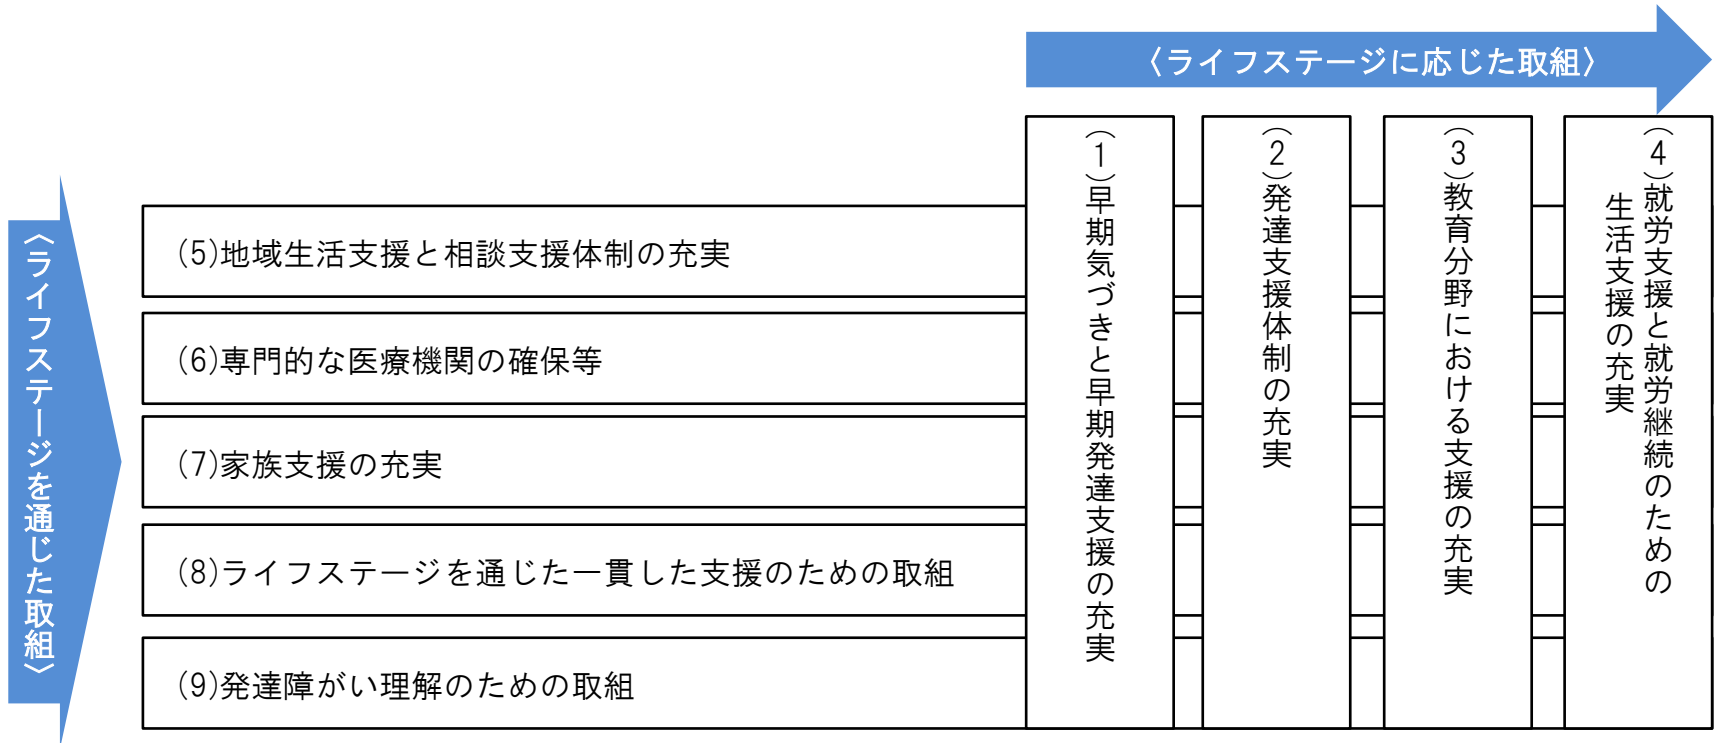 〈ライフステージに応じた取組〉
(1)早期気づきと早期発達支援の充実
(2)発達支援体制の充実
(3)教育分野における支援の充実
(4)就労支援と就労継続のための
生活支援の充実
〈ライフステージを通じた取組〉
(5)地域生活支援と相談支援体制の充実
(6)専門的な医療機関の確保等
(7)家族支援の充実
(8)ライフステージを通じた一貫した支援のための取組
(9)発達障がい理解のための取組